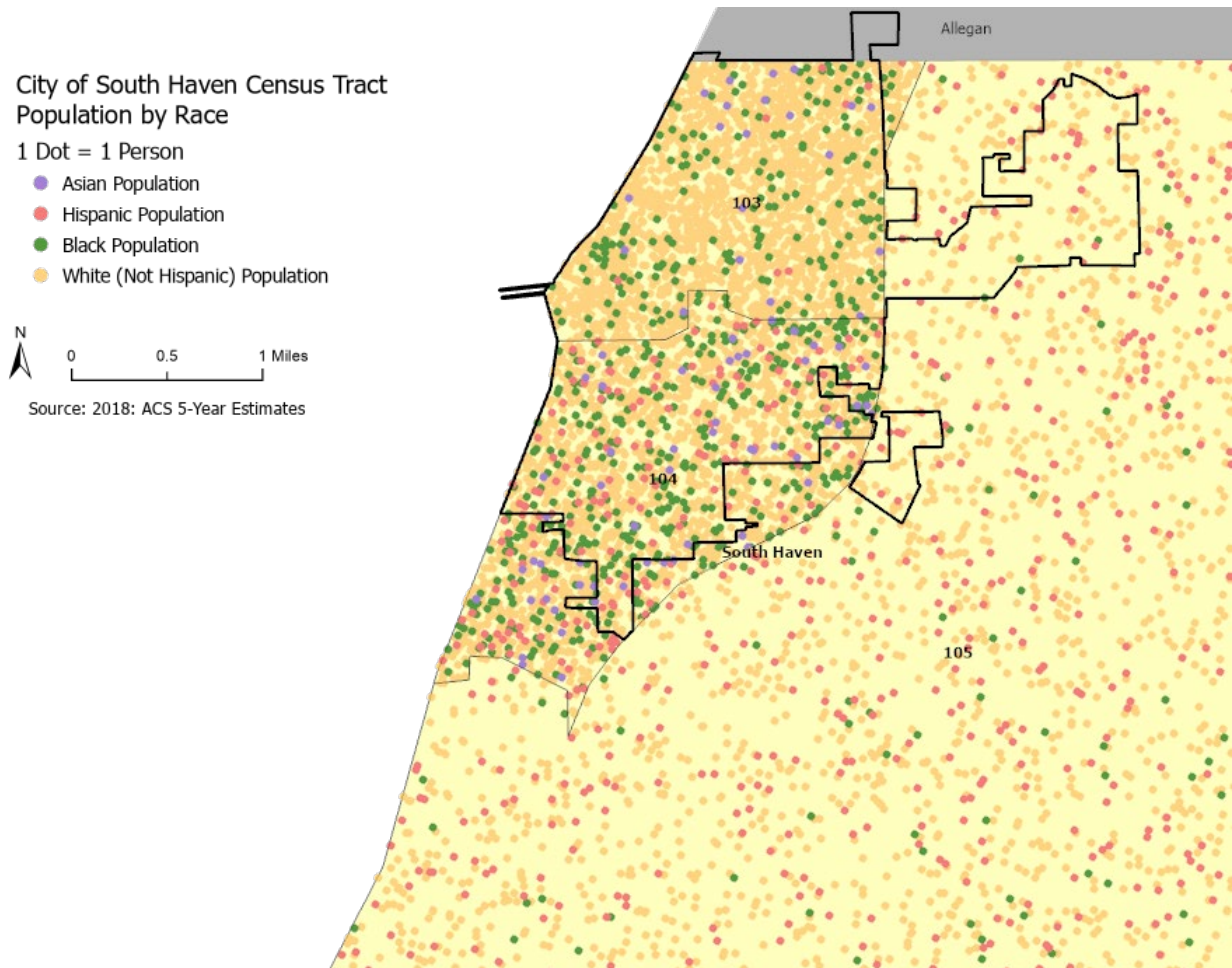 Allegan
City of South Haven Census Tract
Population by Race
1 Dot = 1 Person
Asian Population
Hispanic Population
Black Population
White (Not Hispanic) Population
N
0 0.5 1 Miles
Source: 2018: ACS 5-Year Estimates
103
104
South Haven
105